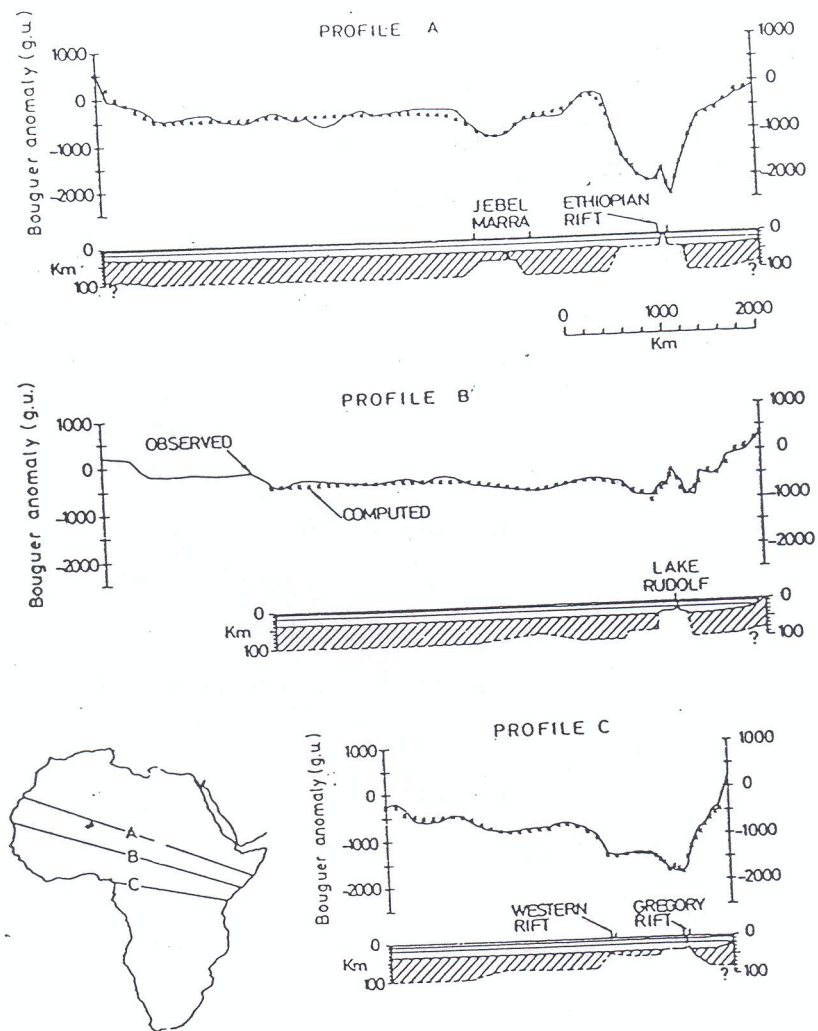 PROFILE A
Bouguer anomaly (g.u.)
1000
0
-1000
-2000
1000
0
-1000
-2000
JEBEL
MARRA
ETHIOPIAN
RIFT
0
Km
100
?
0
100
?
0 1000 2000
Km
PROFILE B
Bouguer anomaly (g.u.)
1000
0
-1000
-2000
OBSERVED
COMPUTED
1000
0
-1000
-2000
LAKE
RUDOLF
0
Km
100
0
100
?
A
B
C
PROFILE C
Bouguer anomaly (g.u.)
1000
0
-1000
-2000
1000
0
-1000
-2000
WESTERN
RIFT
GREGORY
RIFT
0
Km
100
0
100
?